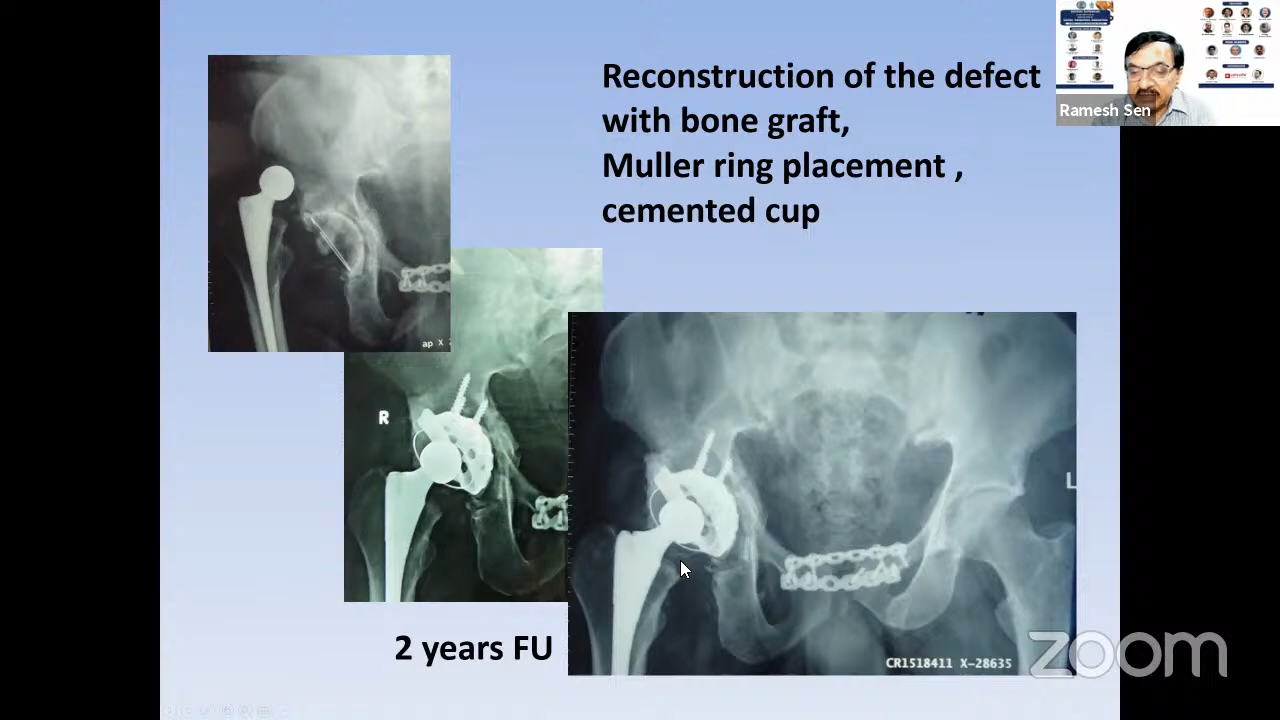 Reconstruction of the defect
with bone graft,
Muller ring placement ,
cemented cup
Ramesh Sen
ap X
R
L
2 years FU
CR1518411 X-28635
zoom